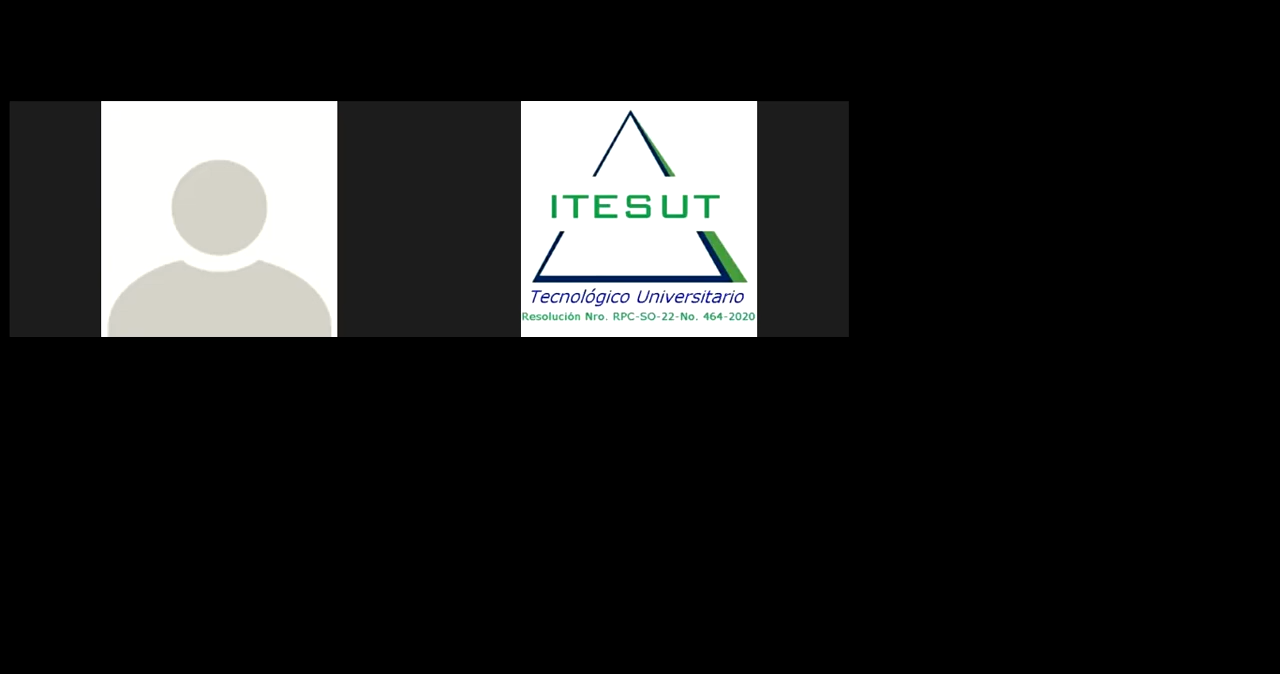 ITESUT
Tecnológico Universitario
Resolución Nro. RPC-SO-22-No. 464-2020